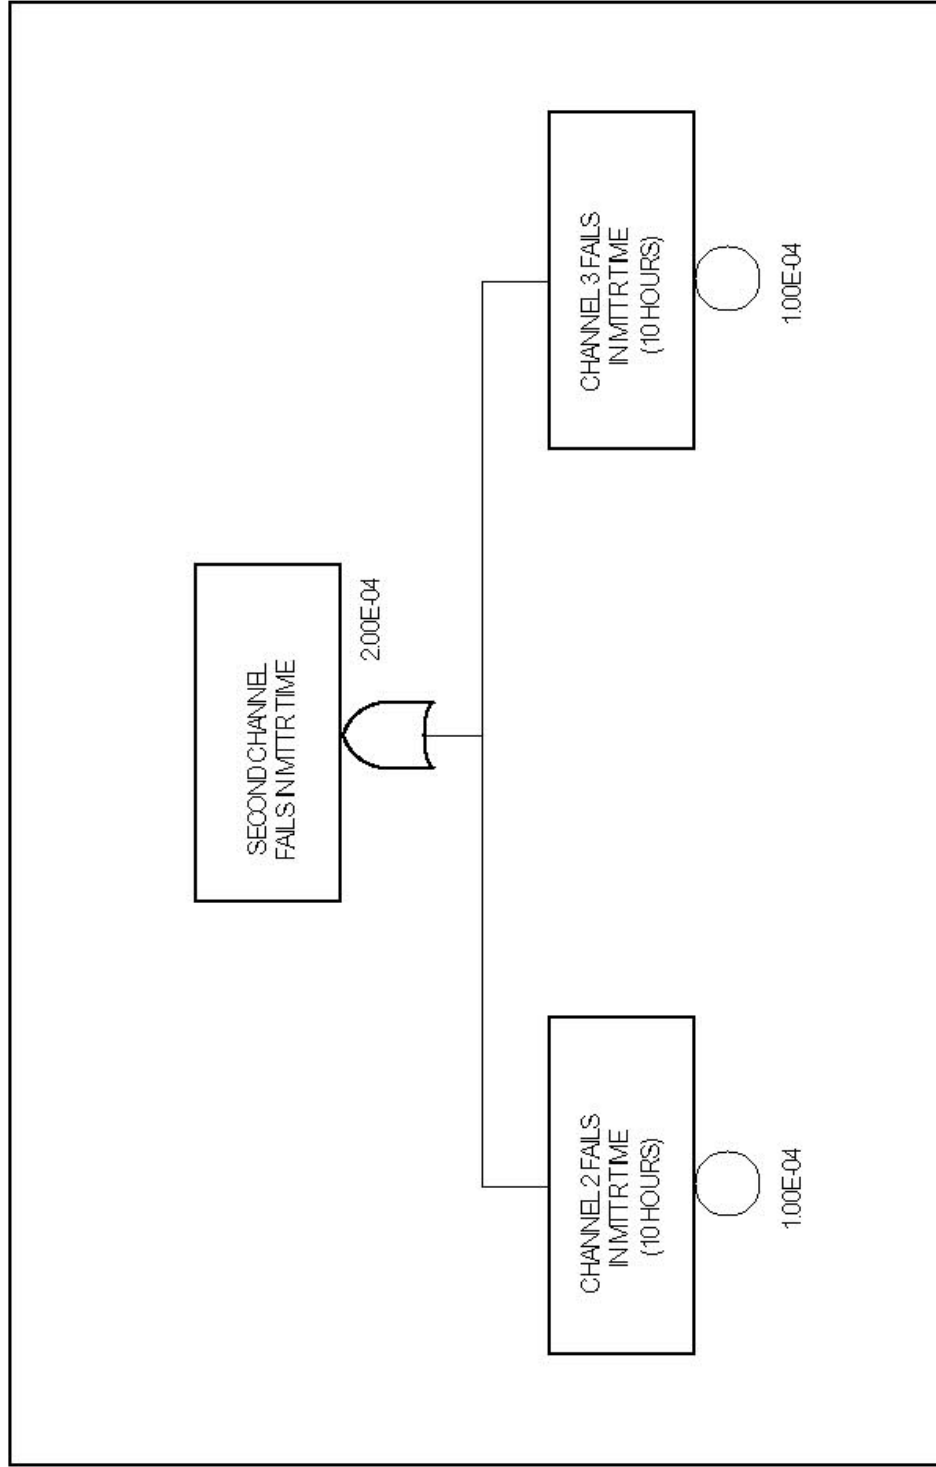 SECOND CHANNEL
FAILS IN MTTR TIME
2.00E-04
CHANNEL 2 FAILS
IN MTTR TIME
(10 HOURS)
1.00E-04
CHANNEL 3 FAILS
IN MTTR TIME
(10 HOURS)
1.00E-04